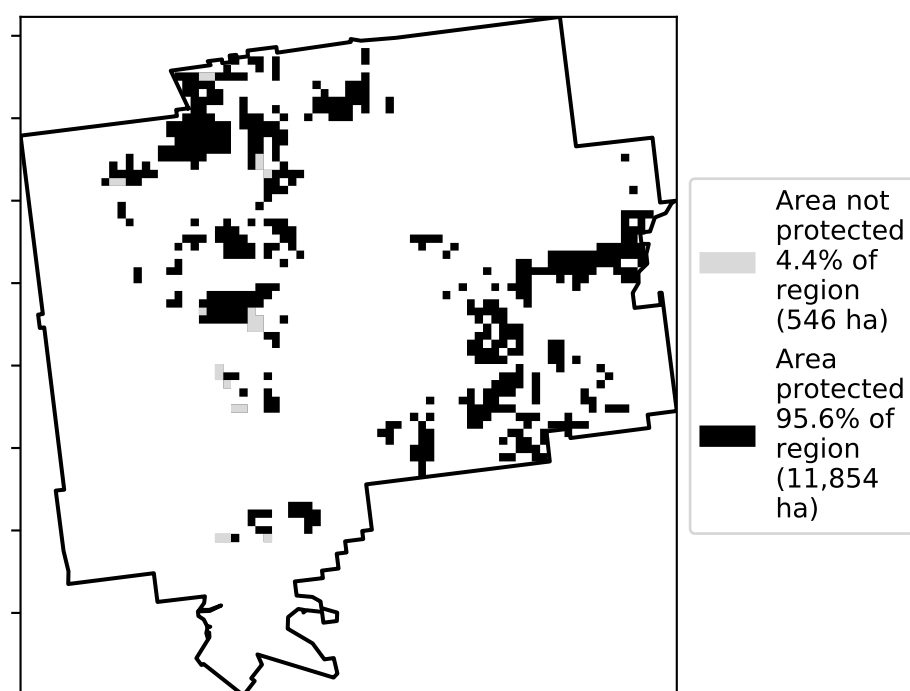 Area not
protected
4.4% of
region
(546 ha)
Area
protected
95.6% of
region
(11,854
ha)